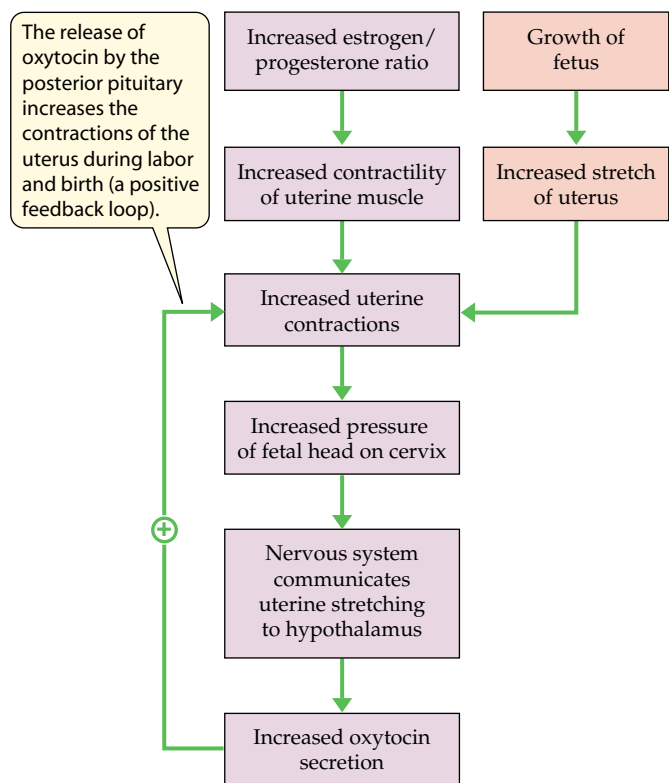 The release of
oxytocin by the
posterior pituitary
increases the
contractions of the
uterus during labor
and birth (a positive
feedback loop).
Increased estrogen/
progesterone ratio
Growth of
fetus
Increased contractility
of uterine muscle
Increased stretch
of uterus
Increased uterine
contractions
Increased pressure
of fetal head on cervix
+
Nervous system
communicates
uterine stretching
to hypothalamus
Increased oxytocin
secretion